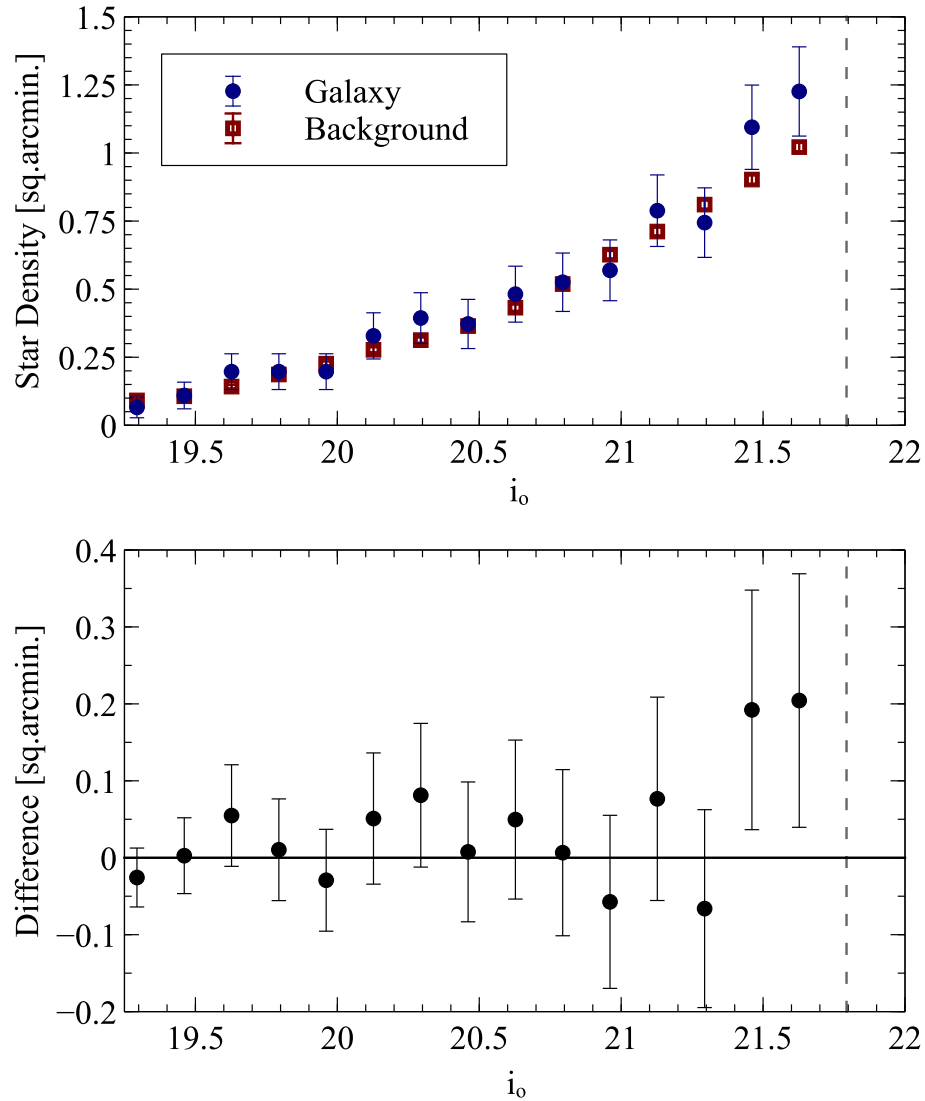 1.5
1.25
1
0.75
0.5
0.25
0
Star Density [sq.arcmin.]
Galaxy
Background
19.5 20 20.5 21 21.5 22
i₀
0.4
0.3
0.2
0.1
0
−0.1
−0.2
Difference [sq.arcmin.]
19.5 20 20.5 21 21.5 22
i₀